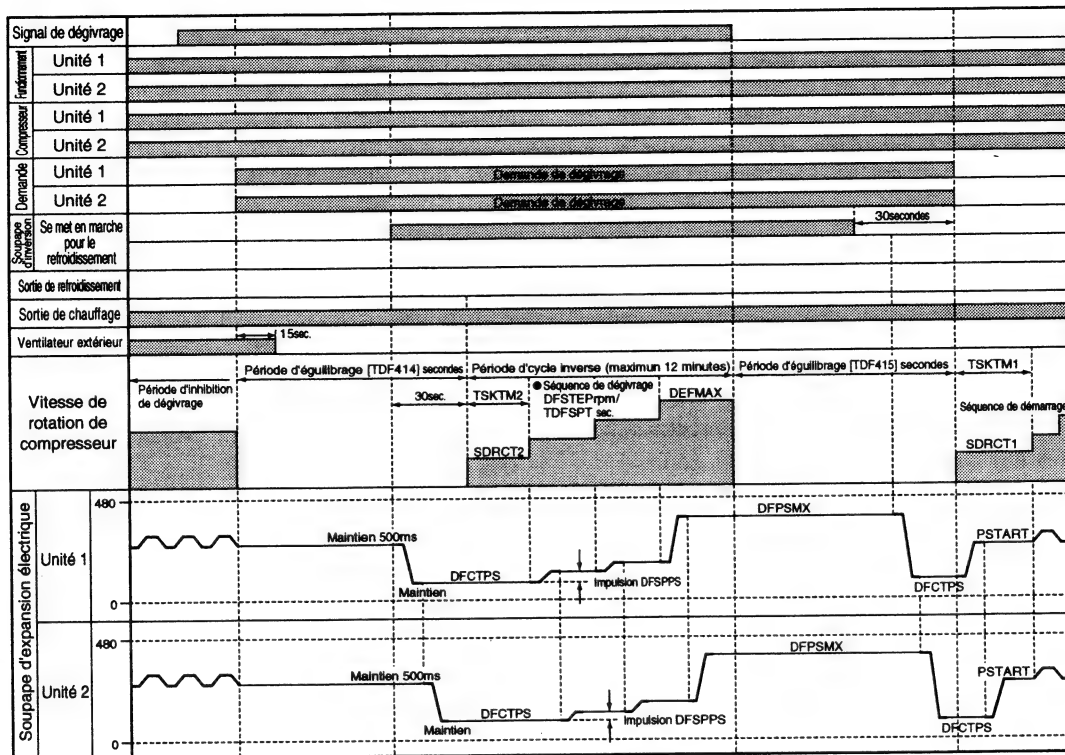 Signal de dégivrage
Fonctionnement
Unité 1
Unité 2
Compresseur
Unité 1
Unité 2
Demande
Unité 1
Demande de dégivrage
Unité 2
Demande de dégivrage
Soupape d'inversion
Se met en marche
pour le
refroidissement
30secondes
Sortie de refroidissement
Sortie de chauffage
Ventilateur extérieur
15sec.
Vitesse de
rotation de
compresseur
Période d'inhibition
de dégivrage
Période d'éguilibrage [TDF414] secondes
30sec.
Période d'cycle inverse (maximun 12 minutes)
TSKTM2
●Séquence de dégivrage
DFSTEPrpm/
TDFSPT sec.
DEFMAX
SDRCT2
Période d'éguilibrage [TDF415] secondes
TSKTM1
Séquence de démarrage
SDRCT1
Soupape d'expansion électrique
Unité 1
480
0
Maintien 500ms
Maintien
DFCTPS
Impulsion DFSPPS
DFPSMX
DFCTPS
PSTART
Unité 2
480
0
Maintien 500ms
Maintien
DFCTPS
Impulsion DFSPPS
DFPSMX
DFCTPS
PSTART